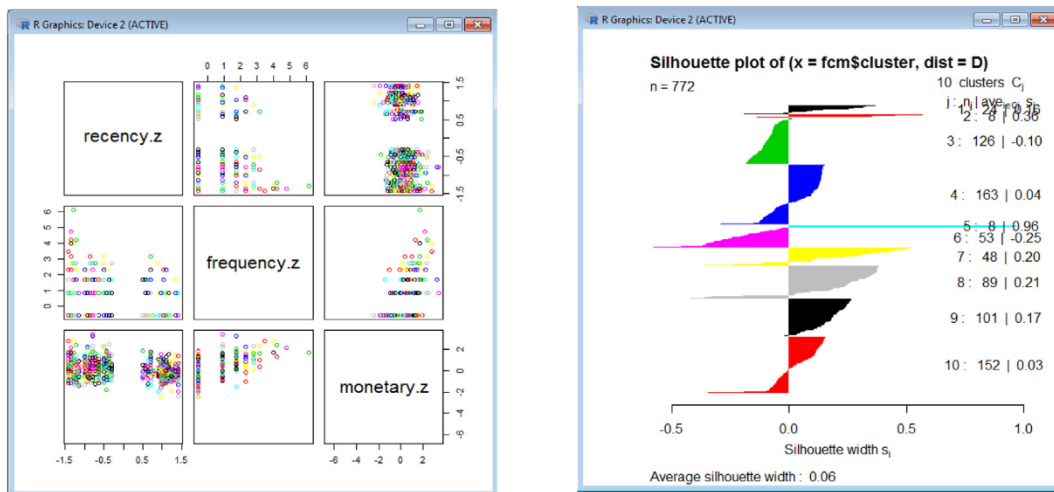 R Graphics: Device 2 (ACTIVE)
0 1 2 3 4 5 6
recency.z
1.5
0.5
-0.5
-1.5
6
5
4
3
2
1
0
frequency.z
monetary.z
2
0
-2
-4
-6
-1.5 -0.5 0.5 1.5
-6 -4 -2 0 2
R Graphics: Device 2 (ACTIVE)
Silhouette plot of (x = fcm$cluster, dist = D)
n = 772
10 clusters Cj
2 : 8 | 0.36
3 : 126 | -0.10
4 : 163 | 0.04
5 : 8 | 0.96
6 : 53 | -0.25
7 : 48 | 0.20
8 : 89 | 0.21
9 : 101 | 0.17
10 : 152 | 0.03
-0.5 0.0 0.5 1.0
Silhouette width si
Average silhouette width : 0.06